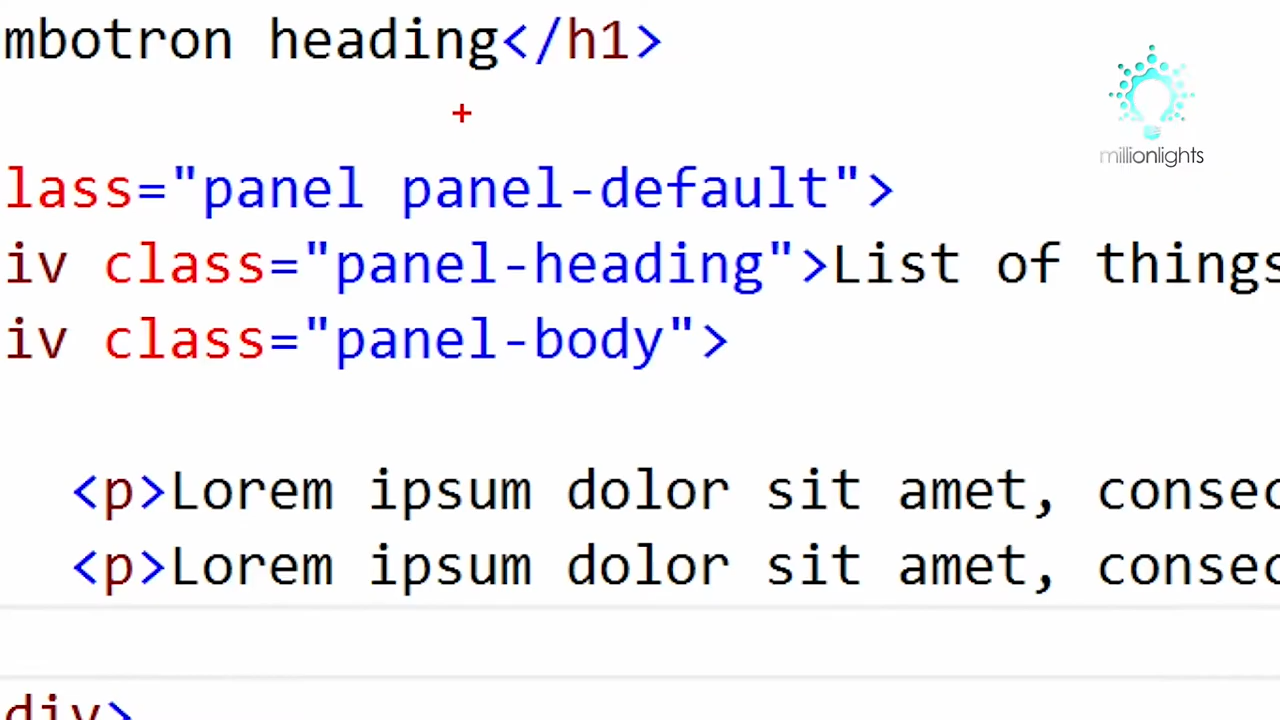 mbotron heading</h1>
millionlights
lass="panel panel-default">
iv class="panel-heading">List of things
iv class="panel-body">
<p>Lorem ipsum dolor sit amet, consec
<p>Lorem ipsum dolor sit amet, consec
div>